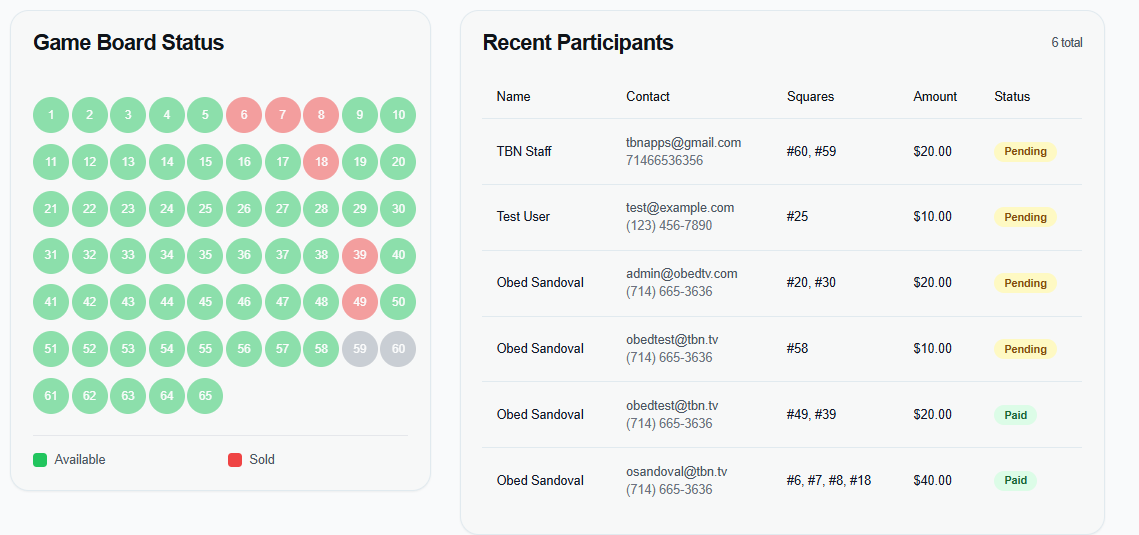 Game Board Status
1 2 3 4 5 6 7 8 9 10
11 12 13 14 15 16 17 18 19 20
21 22 23 24 25 26 27 28 29 30
31 32 33 34 35 36 37 38 39 40
41 42 43 44 45 46 47 48 49 50
51 52 53 54 55 56 57 58 59 60
61 62 63 64 65
Available Sold
Recent Participants 6 total
Name Contact Squares Amount Status
TBN Staff tbnapps@gmail.com #60, #59 $20.00 Pending
71466536356
Test User test@example.com #25 $10.00 Pending
(123) 456-7890
Obed Sandoval admin@obedtv.com #20, #30 $20.00 Pending
(714) 665-3636
Obed Sandoval obedtest@tbn.tv #58 $10.00 Pending
(714) 665-3636
Obed Sandoval obedtest@tbn.tv #49, #39 $20.00 Paid
(714) 665-3636
Obed Sandoval osandoval@tbn.tv #6, #7, #8, #18 $40.00 Paid
(714) 665-3636